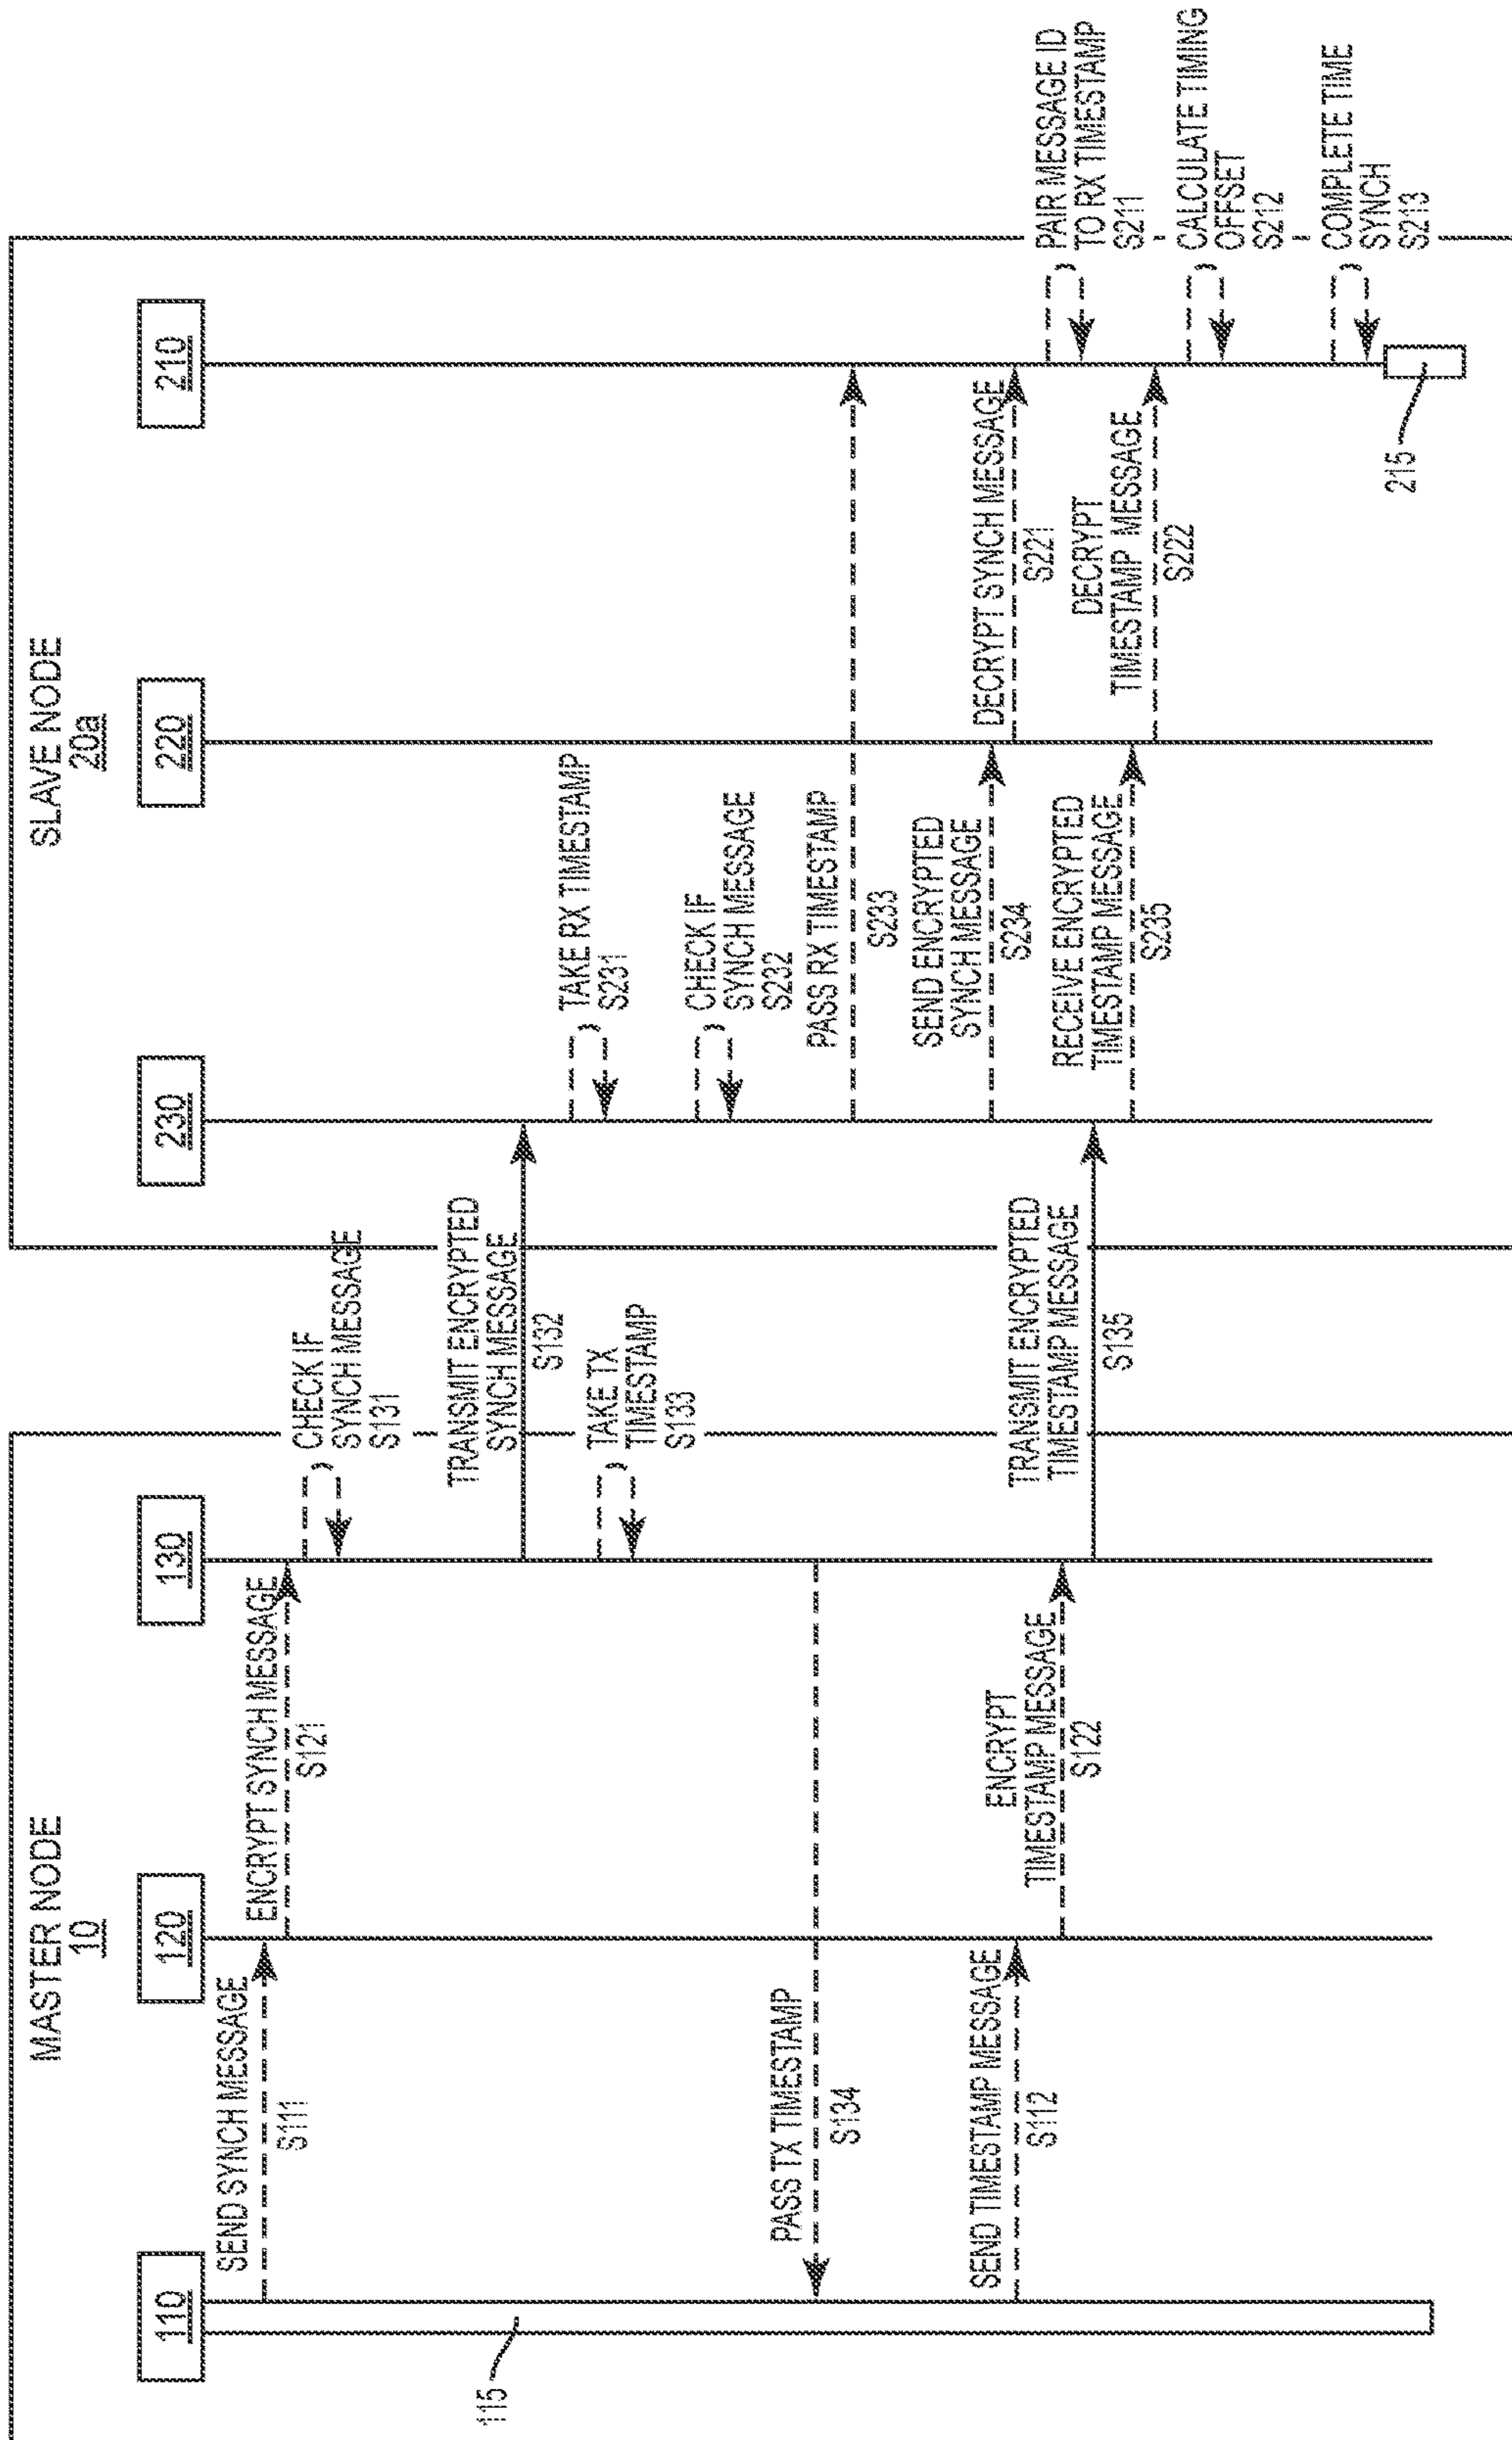 MASTER NODE
10
110
120
130
SEND SYNCH MESSAGE
S111
ENCRYPT SYNCH MESSAGE
S121
CHECK IF
SYNCH MESSAGE
S131
TRANSMIT ENCRYPTED
SYNCH MESSAGE
S132
TAKE TX
TIMESTAMP
S133
115
PASS TX TIMESTAMP
S134
SEND TIMESTAMP MESSAGE
S112
ENCRYPT
TIMESTAMP MESSAGE
S122
TRANSMIT ENCRYPTED
TIMESTAMP MESSAGE
S135
SLAVE NODE
20a
230
220
210
TAKE RX TIMESTAMP
S231
CHECK IF
SYNCH MESSAGE
S232
PASS RX TIMESTAMP
S233
SEND ENCRYPTED
SYNCH MESSAGE
S234
DECRYPT SYNCH MESSAGE
S221
PAIR MESSAGE ID
TO RX TIMESTAMP
S211
RECEIVE ENCRYPTED
TIMESTAMP MESSAGE
S235
DECRYPT
TIMESTAMP MESSAGE
S222
CALCULATE TIMING
OFFSET
S212
COMPLETE TIME
SYNCH
S213
215